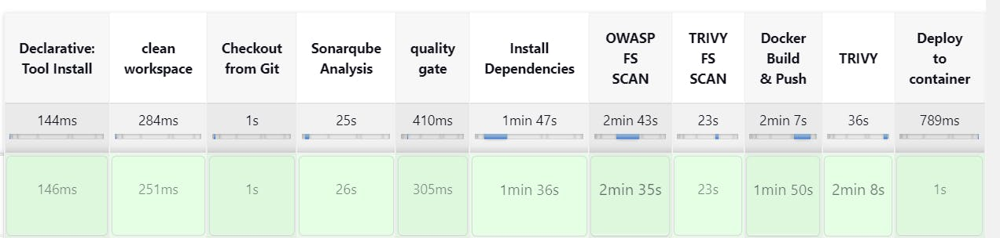 Declarative: Tool Install
clean workspace
Checkout from Git
Sonarqube Analysis
quality gate
Install Dependencies
OWASP FS SCAN
TRIVY FS SCAN
Docker Build & Push
TRIVY
Deploy to container
144ms 284ms 1s 25s 410ms 1min 47s 2min 43s 23s 2min 7s 36s 789ms
146ms 251ms 1s 26s 305ms 1min 36s 2min 35s 23s 1min 50s 2min 8s 1s